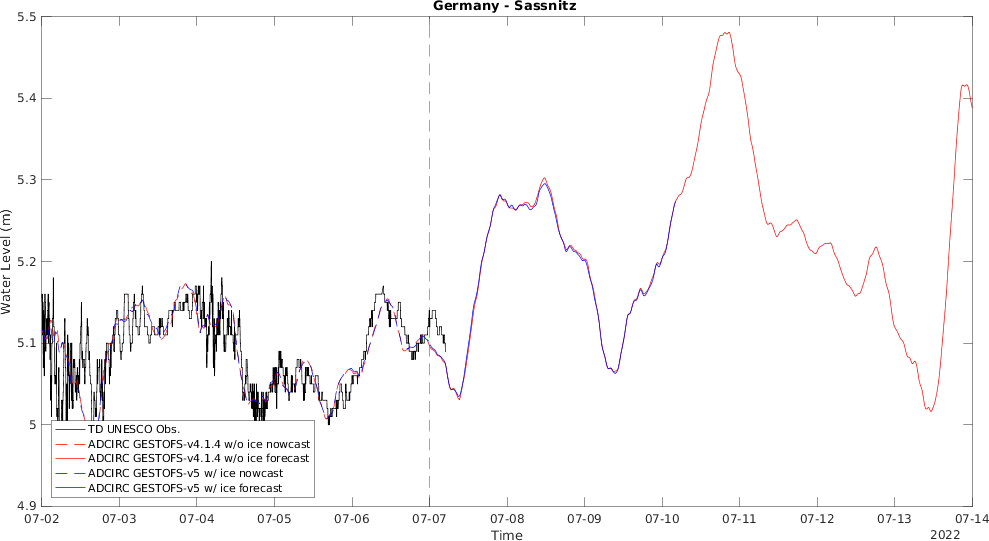 Germany - Sassnitz
5.5
5.4
5.3
5.2
5.1
5
4.9
Water Level (m)
TD UNESCO Obs.
ADCIRC GESTOFS-v4.1.4 w/o ice nowcast
ADCIRC GESTOFS-v4.1.4 w/o ice forecast
ADCIRC GESTOFS-v5 w/ ice nowcast
ADCIRC GESTOFS-v5 w/ ice forecast
07-02 07-03 07-04 07-05 07-06 07-07 07-08 07-09 07-10 07-11 07-12 07-13 07-14
Time
2022